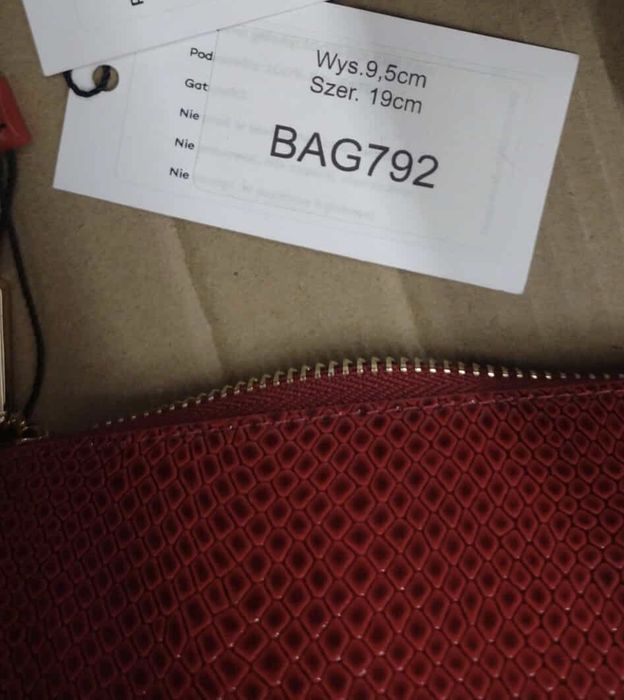 Wys.9,5cm
Szer. 19cm
BAG792
Pod
Gat
Nie
Nie
Nie